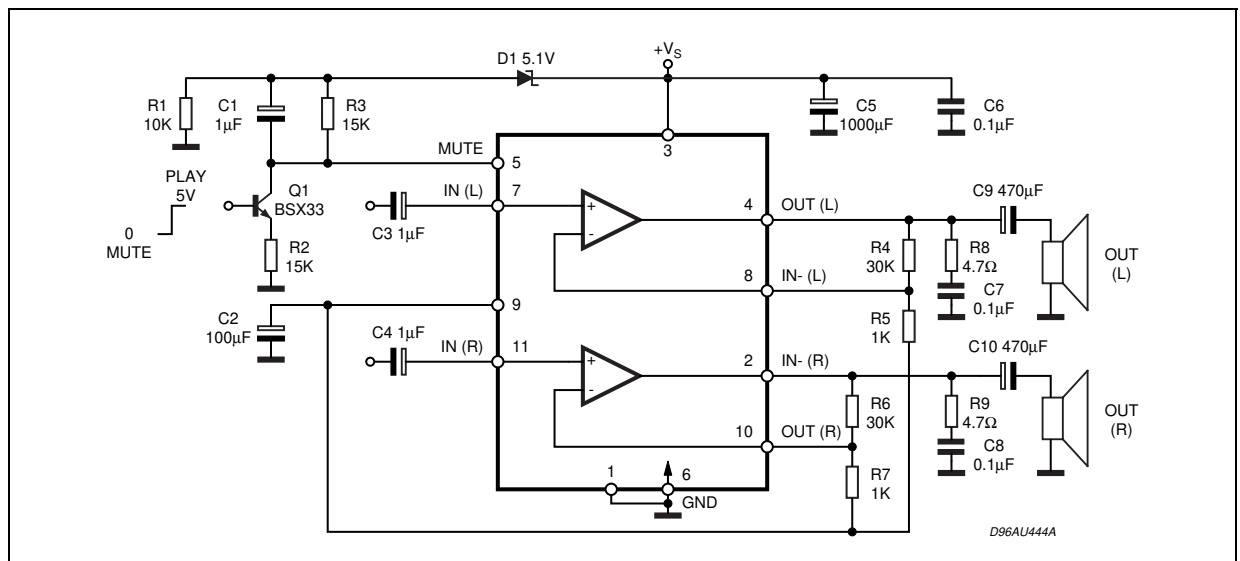 +VS
D1 5.1V
R1
10K
C1
1µF
R3
15K
C5
1000µF
C6
0.1µF
MUTE
5
3
PLAY
5V
0
MUTE
Q1
BSX33
R2
15K
IN (L)
7
C3 1µF
+
-
4
OUT (L)
8
IN- (L)
R4
30K
R8
4.7Ω
C7
0.1µF
R5
1K
C9 470µF
OUT
(L)
C2
100µF
9
C4 1µF
IN (R)
11
+
-
2
IN- (R)
10
OUT (R)
R6
30K
R7
1K
R9
4.7Ω
C8
0.1µF
C10 470µF
OUT
(R)
1
6
GND
D96AU444A